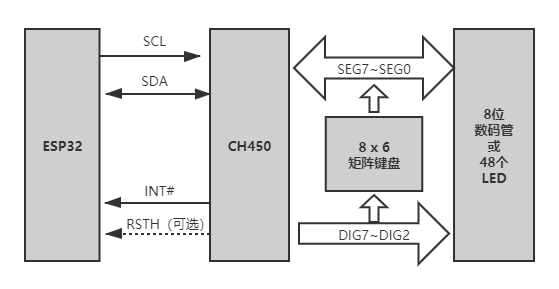 SCL
SEG7~SEG0
SDA
ESP32
CH450
8 x 6
矩阵键盘
8位
数码管
或
48个
LED
INT#
RSTH（可选）
DIG7~DIG2